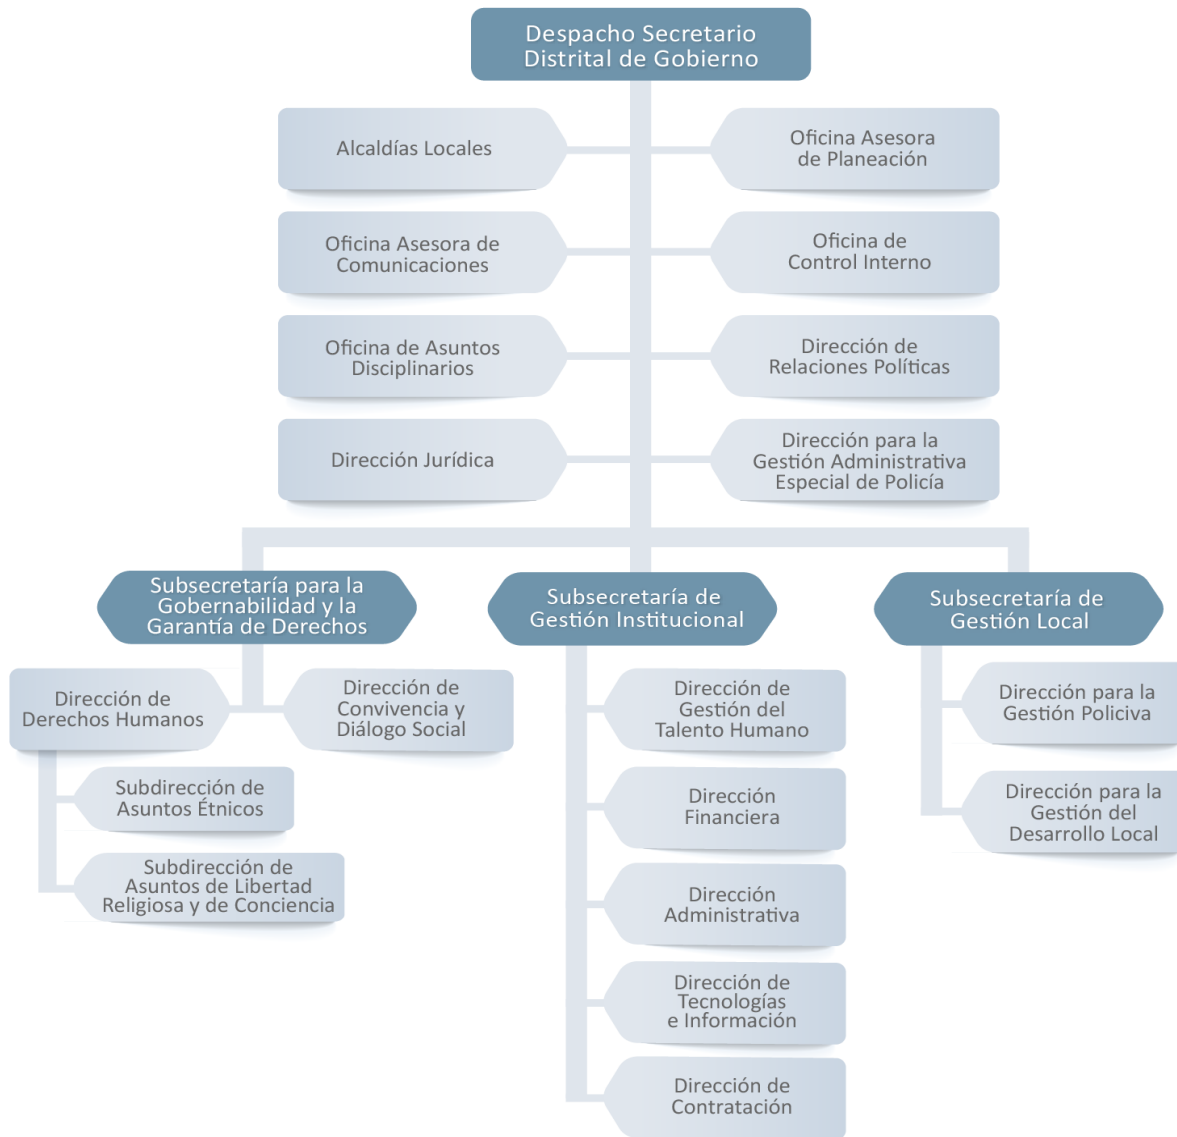 Despacho Secretario
Distrital de Gobierno
Alcaldías Locales
Oficina Asesora
de Planeación
Oficina Asesora de
Comunicaciones
Oficina de
Control Interno
Oficina de Asuntos
Disciplinarios
Dirección de
Relaciones Políticas
Dirección Jurídica
Dirección para la
Gestión Administrativa
Especial de Policía
Subsecretaría para la
Gobernabilidad y la
Garantía de Derechos
Dirección de
Derechos Humanos
Dirección de
Convivencia y
Diálogo Social
Subdirección de
Asuntos Étnicos
Subdirección de
Asuntos de Libertad
Religiosa y de Conciencia
Subsecretaría de
Gestión Institucional
Dirección de
Gestión del
Talento Humano
Dirección
Financiera
Dirección
Administrativa
Dirección de
Tecnologías
e Información
Dirección de
Contratación
Subsecretaría de
Gestión Local
Dirección para la
Gestión Policiva
Dirección para la
Gestión del
Desarrollo Local